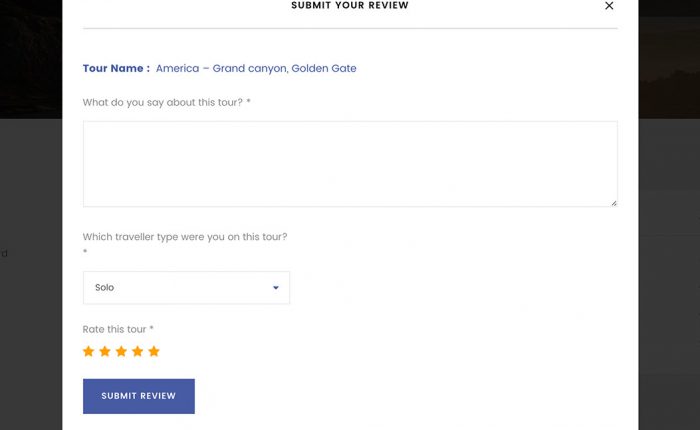 SUBMIT YOUR REVIEW
Tour Name : America – Grand canyon, Golden Gate
What do you say about this tour? *
Which traveller type were you on this tour?
*
Solo
Rate this tour *
SUBMIT REVIEW